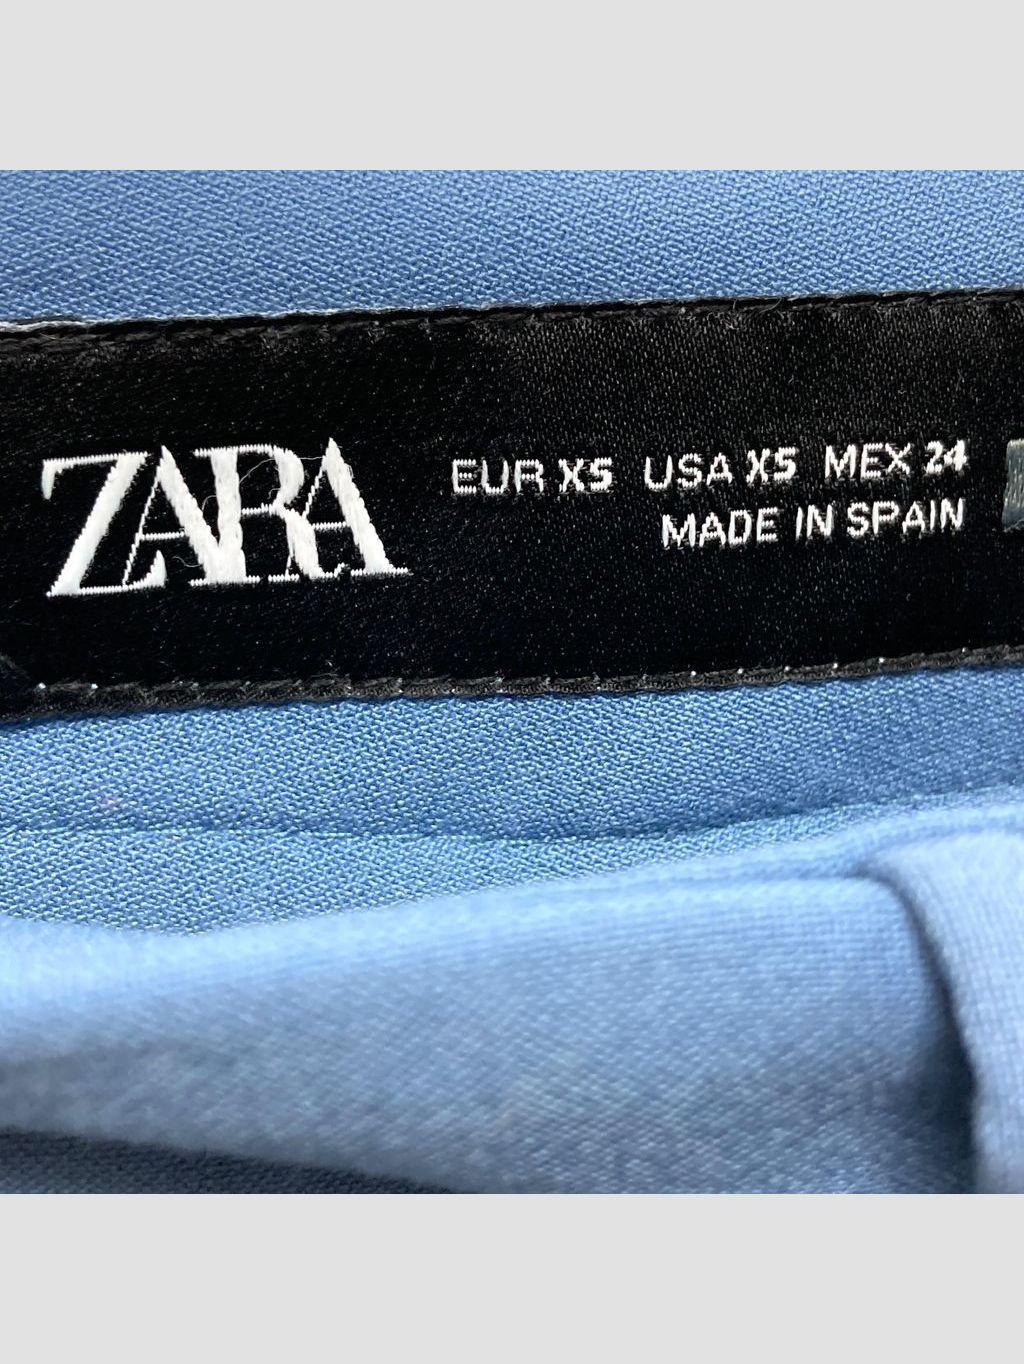 ZARA
EUR XS USA XS MEX 24
MADE IN SPAIN